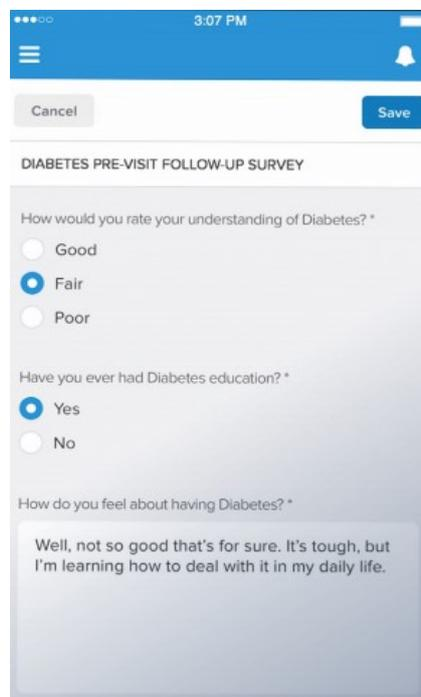 3:07 PM
Cancel
Save
DIABETES PRE-VISIT FOLLOW-UP SURVEY
How would you rate your understanding of Diabetes? *
Good
Fair
Poor
Have you ever had Diabetes education? *
Yes
No
How do you feel about having Diabetes? *
Well, not so good that's for sure. It's tough, but
I'm learning how to deal with it in my daily life.